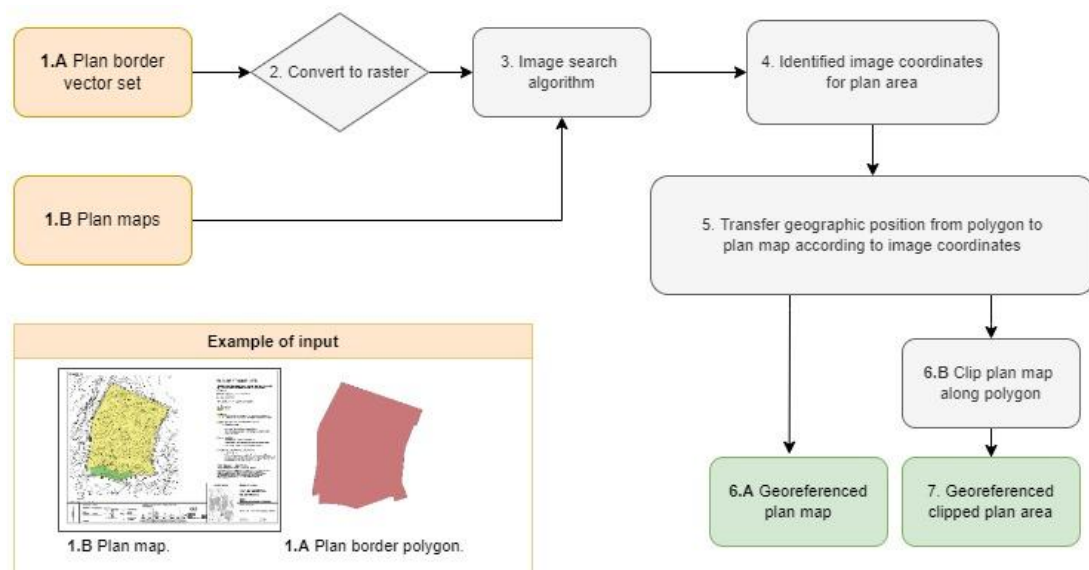 1.A Plan border
vector set
2. Convert to raster
3. Image search
algorithm
4. Identified image coordinates
for plan area
1.B Plan maps
5. Transfer geographic position from polygon to
plan map according to image coordinates
Example of input
6.B Clip plan map
along polygon
6.A Georeferenced
plan map
7. Georeferenced
clipped plan area
1.B Plan map.
1.A Plan border polygon.